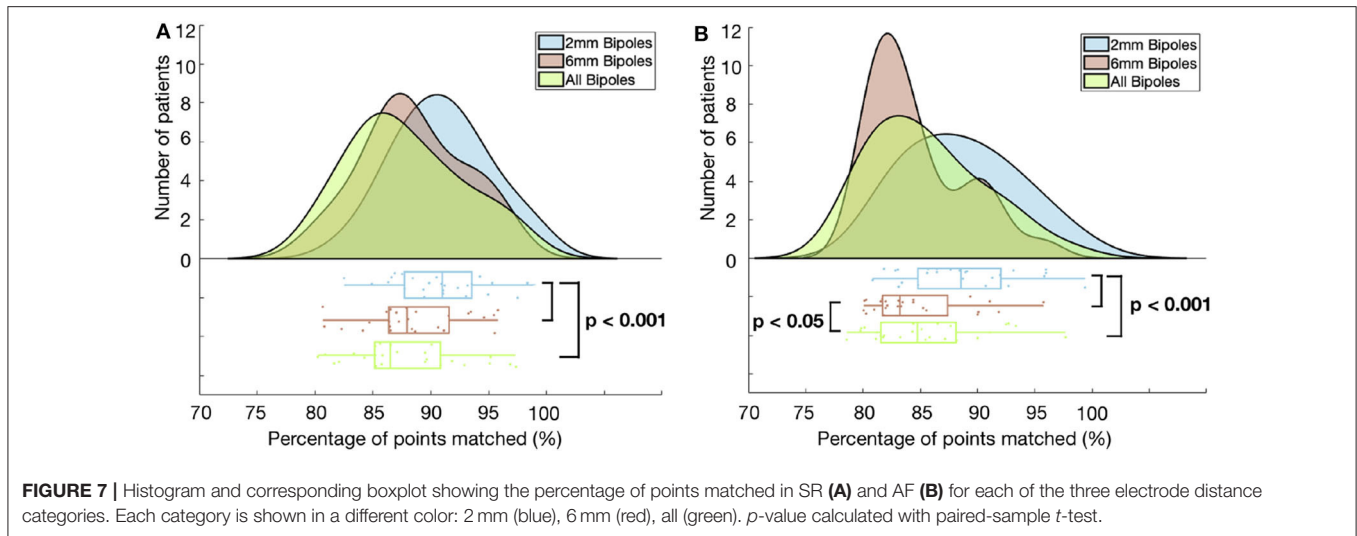 A
B
12
10
8
6
4
2
0
Number of patients
2mm Bipoles
6mm Bipoles
All Bipoles
p < 0.001
70 75 80 85 90 95 100
Percentage of points matched (%)
12
10
8
6
4
2
0
Number of patients
2mm Bipoles
6mm Bipoles
All Bipoles
p < 0.05
p < 0.001
70 75 80 85 90 95 100
Percentage of points matched (%)
FIGURE 7 | Histogram and corresponding boxplot showing the percentage of points matched in SR (A) and AF (B) for each of the three electrode distance
categories. Each category is shown in a different color: 2 mm (blue), 6 mm (red), all (green). p-value calculated with paired-sample t-test.